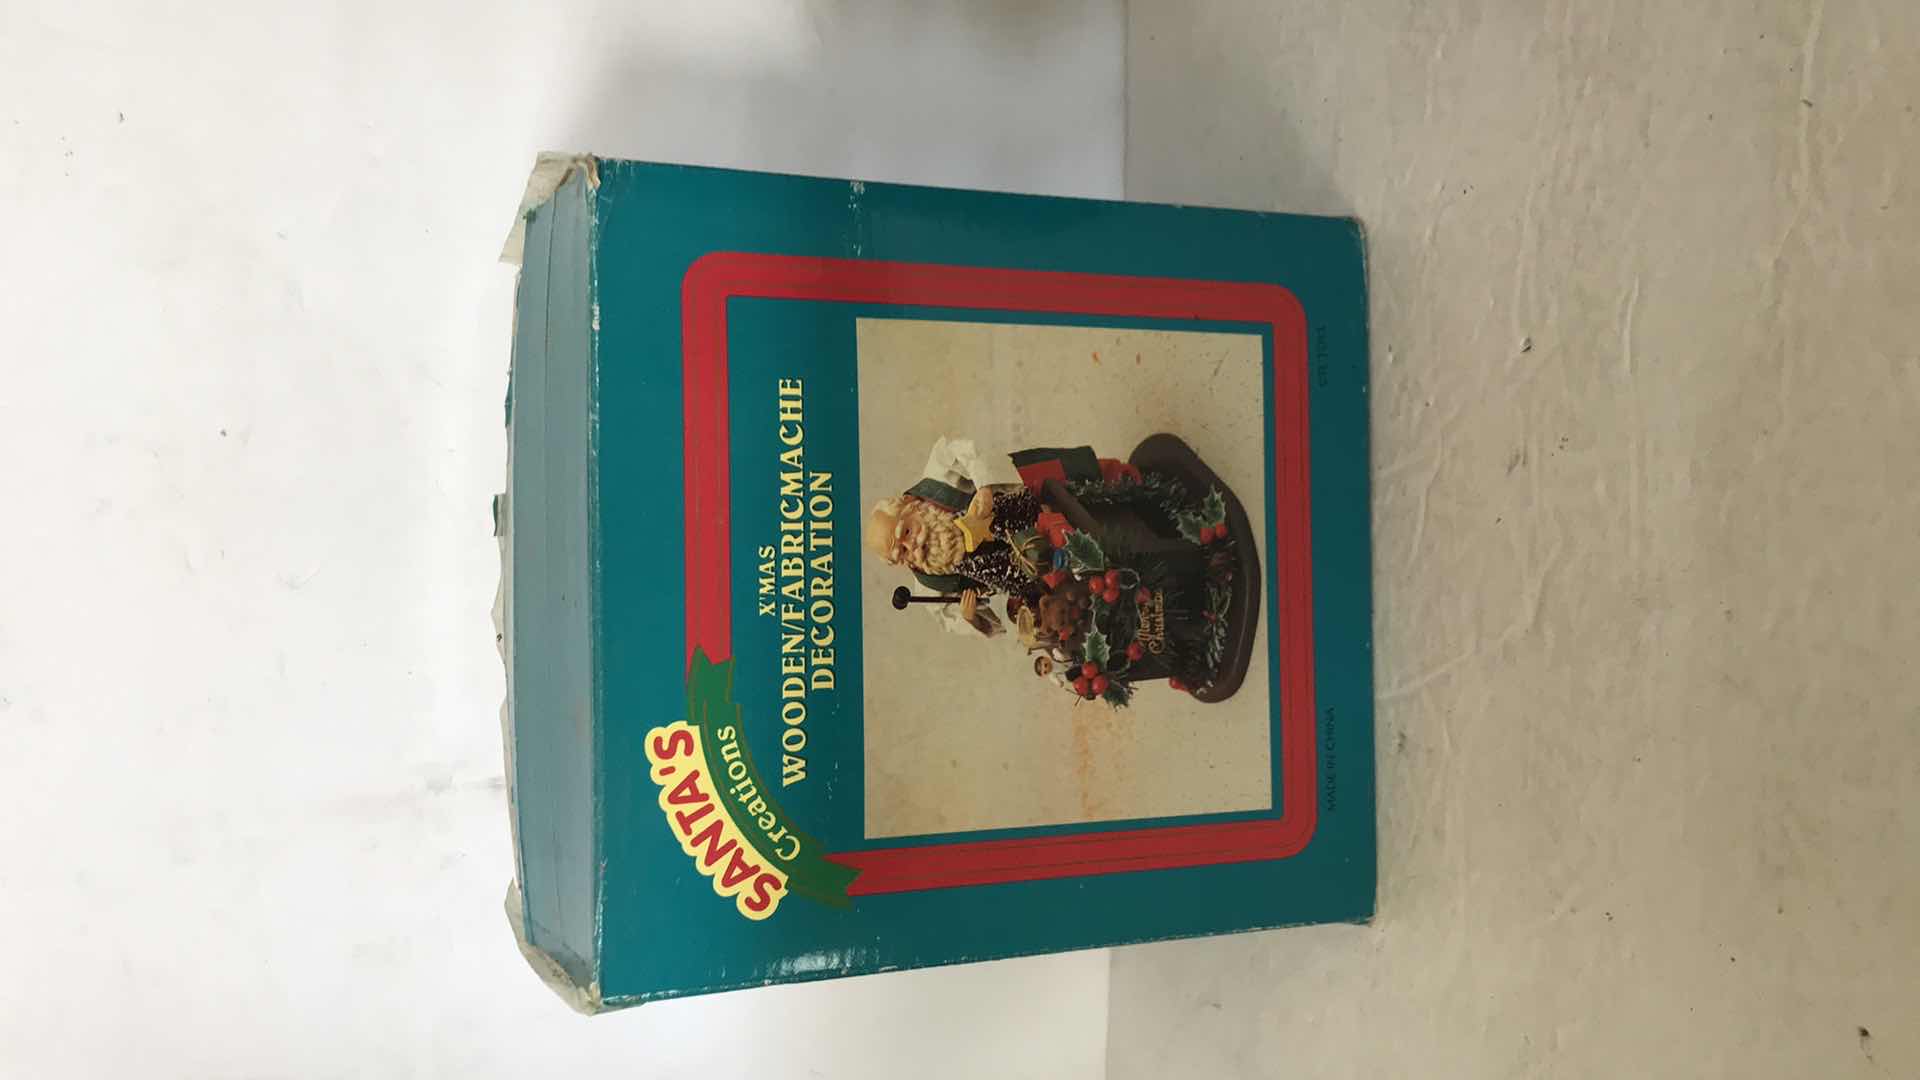 SANTA'S
Creations
X'MAS
WOODEN/FABRICMACHE
DECORATION
Merry
Christmas
MADE IN CHINA